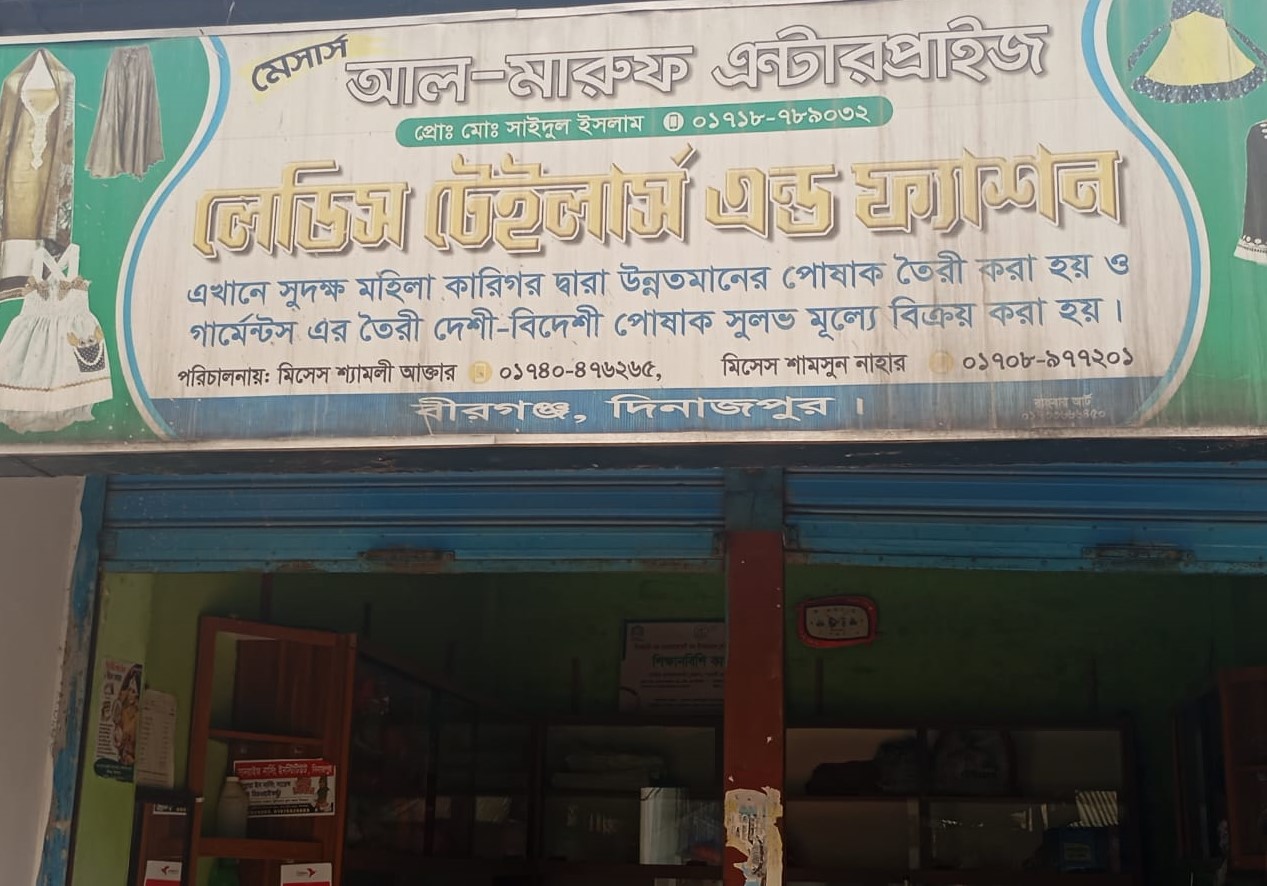 মেসার্স আল-মারুফ এন্টারপ্রাইজ
প্রোঃ মোঃ সাইদুল ইসলাম ০১৭১৮-৭৮৯০৩২
লেডিস টেইলার্স এন্ড ফ্যাশন
এখানে সুদক্ষ মহিলা কারিগর দ্বারা উন্নতমানের পোষাক তৈরী করা হয় ও
গার্মেন্টস এর তৈরী দেশী-বিদেশী পোষাক সুলভ মূল্যে বিক্রয় করা হয়।
পরিচালনায়: মিসেস শ্যামলী আক্তার ০১৭৪০-৪৭৬২৬৫, মিসেস শামসুন নাহার ০১৭০৮-৯৭৭২০১
বীরগঞ্জ, দিনাজপুর।